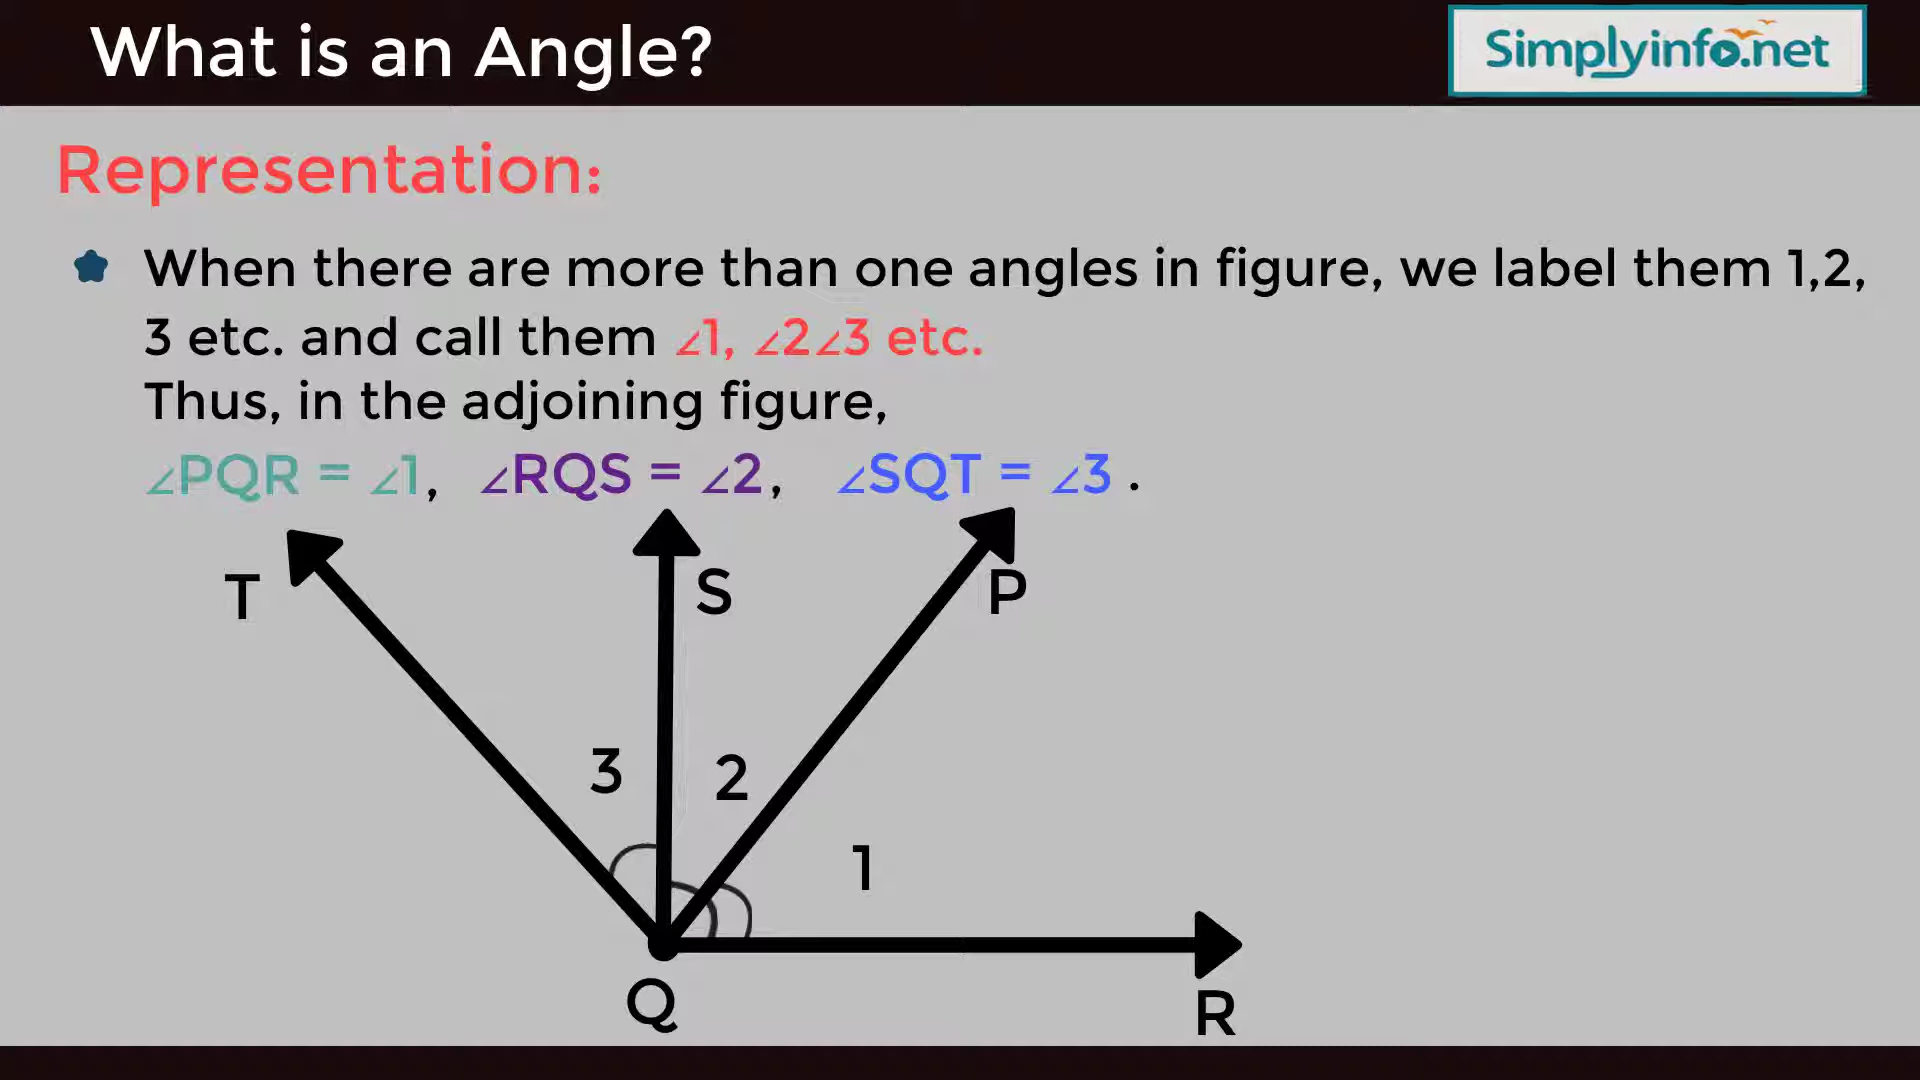 What is an Angle?
Simplyinfo.net
Representation:
When there are more than one angles in figure, we label them 1,2,
3 etc. and call them ∠1, ∠2∠3 etc.
Thus, in the adjoining figure,
∠PQR = ∠1, ∠RQS = ∠2, ∠SQT = ∠3 .
T
S
P
3
2
1
Q
R